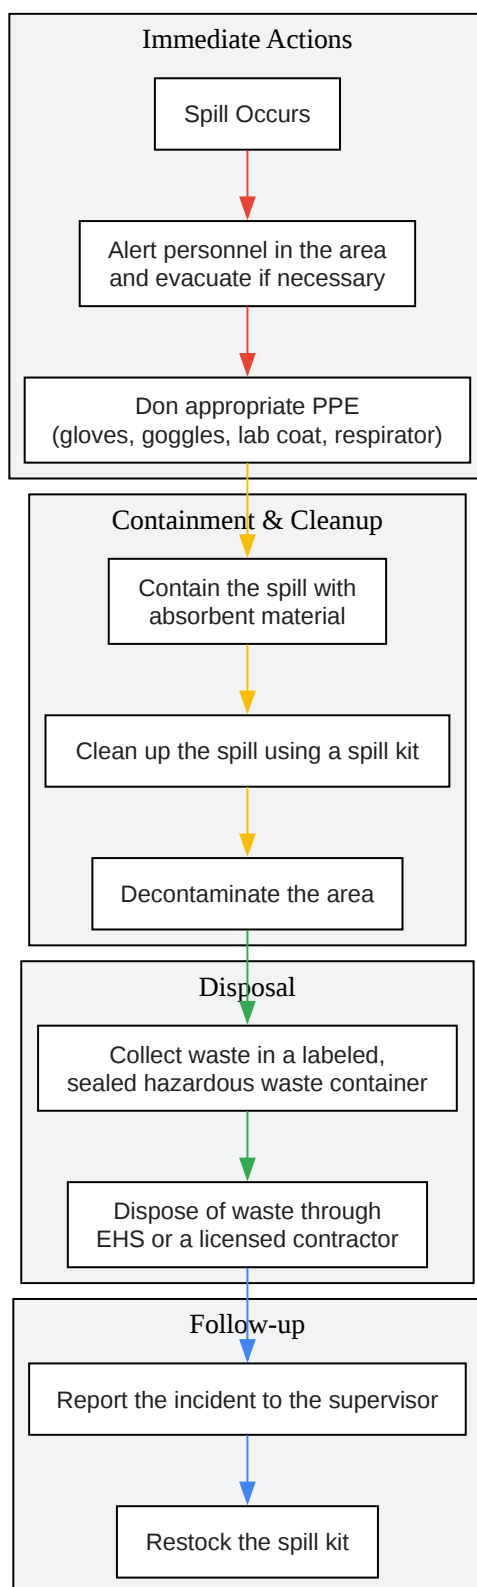 Immediate Actions
Spill Occurs
Alert personnel in the area
and evacuate if necessary
Don appropriate PPE
(gloves, goggles, lab coat, respirator)
Containment & Cleanup
Contain the spill with
absorbent material
Clean up the spill using a spill kit
Decontaminate the area
Disposal
Collect waste in a labeled,
sealed hazardous waste container
Dispose of waste through
EHS or a licensed contractor
Follow-up
Report the incident to the supervisor
Restock the spill kit